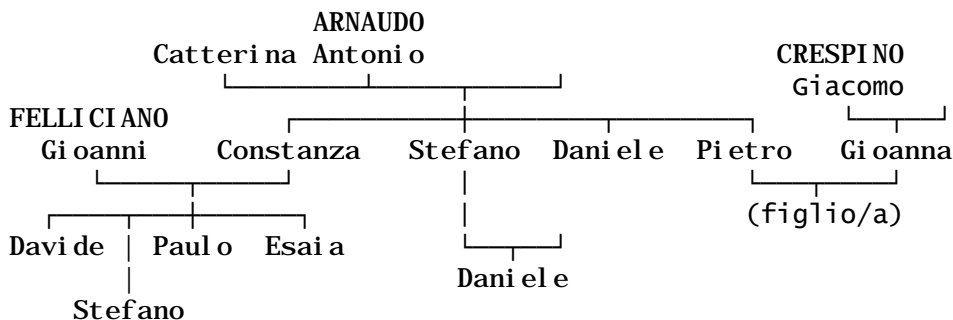 ARNAUDO
Catterina Antonio CRESPINO
Giacomo
FELLICIANO
Gioanni Constanza Stefano Daniele Pietro Gioanna
(figlio/a)
Davide Paulo Esaia
Daniele
Stefano